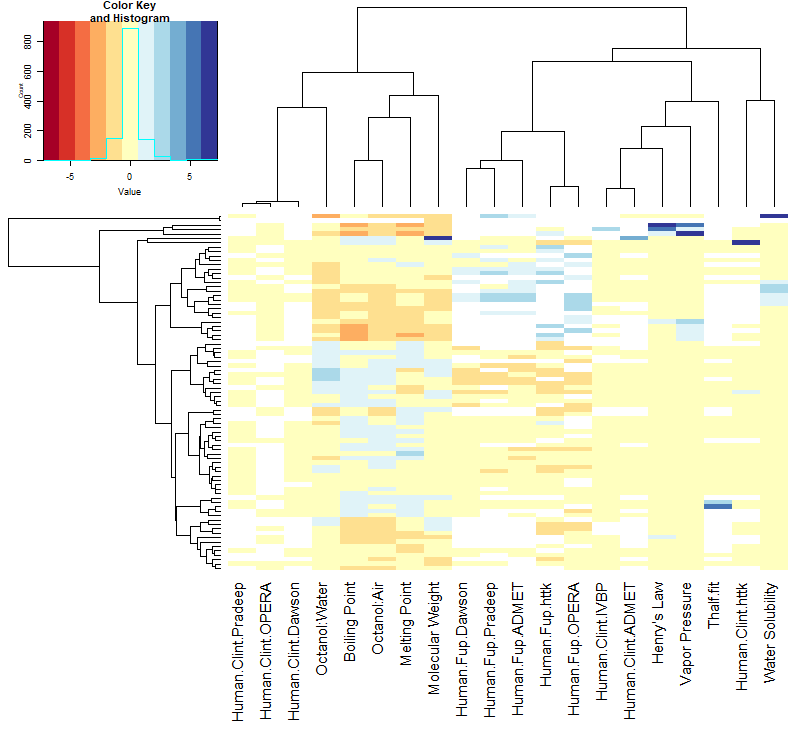 Color Key
and Histogram
Count
0 200 400 600 800
-5 0 5
Value
Human.Clint.Pradeep
Human.Clint.OPERA
Human.Clint.Dawson
Octanol:Water
Boiling Point
Octanol:Air
Melting Point
Molecular Weight
Human.Fup.Dawson
Human.Fup.Pradeep
Human.Fup.ADMET
Human.Fup.httk
Human.Fup.OPERA
Human.Clint.IVBP
Human.Clint.ADMET
Henry's Law
Vapor Pressure
Thalf.fit
Human.Clint.httk
Water Solubility